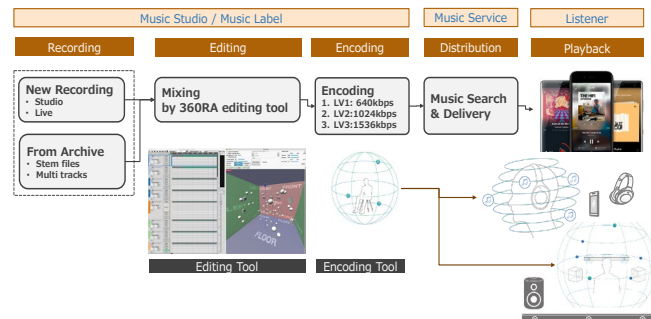 Music Studio / Music Label
Music Service
Listener
Recording
Editing
Encoding
Distribution
Playback
New Recording
• Studio
• Live
From Archive
• Stem files
• Multi tracks
Mixing
by 360RA editing tool
Encoding
1. LV1: 640kbps
2. LV2:1024kbps
3. LV3:1536kbps
Music Search
& Delivery
FRONT
FLOOR
Editing Tool
Encoding Tool